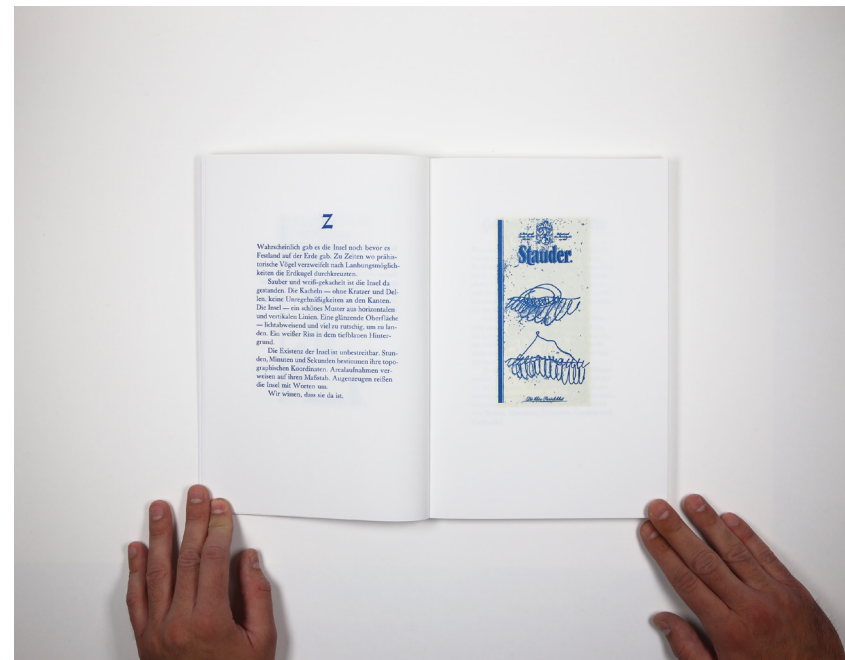 Z
Wahrscheinlich gab es die Insel noch bevor es
Festland auf der Erde gab. Zu Zeiten wo prähis-
torische Vögel verzweifelt nach Landungsmöglich-
keiten die Erdkugel durchkreuzten.
Sauber und weiß-gekachelt ist die Insel da
gestanden. Die Kacheln — ohne Kratzer und Del-
len, keine Unregelmäßigkeiten an den Kanten.
Die Insel — ein schönes Muster aus horizontalen
und vertikalen Linien. Eine glänzende Oberfläche
— lichtabweisend und viel zu rutschig, um zu lan-
den. Ein weißer Riss in dem tiefblauen Hinter-
grund.
Die Existenz der Insel ist unbestreitbar. Stun-
den, Minuten und Sekunden bestimmen ihre topo-
graphischen Koordinaten. Arealaufnahmen ver-
weisen auf ihren Maßstab. Augenzeugen reißen
die Insel mit Worten um.
Wir wissen, dass sie da ist.
Stauder